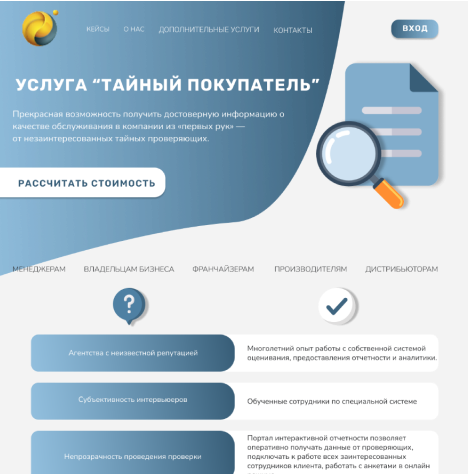 КЕЙСЫ О НАС ДОПОЛНИТЕЛЬНЫЕ УСЛУГИ КОНТАКТЫ ВХОД
УСЛУГА “ТАЙНЫЙ ПОКУПАТЕЛЬ”
Прекрасная возможность получить достоверную информацию о
качестве обслуживания в компании из «первых рук» —
от незаинтересованных тайных проверяющих.
РАССЧИТАТЬ СТОИМОСТЬ
МЕНЕДЖЕРАМ ВЛАДЕЛЬЦАМ БИЗНЕСА ФРАНЧАЙЗЕРАМ ПРОИЗВОДИТЕЛЯМ ДИСТРИБЬЮТОРАМ
?
Агентства с неизвестной репутацией
Многолетний опыт работы с собственной системой
оценивания, предоставления отчетности и аналитики.
Субъективность интервьюеров
Обученные сотрудники по специальной системе
Непрозрачность проведения проверки
Портал интерактивной отчетности позволяет
оперативно получать данные от проверяющих,
подключать к работе всех заинтересованных
сотрудников клиента, работать с анкетами в онлайн